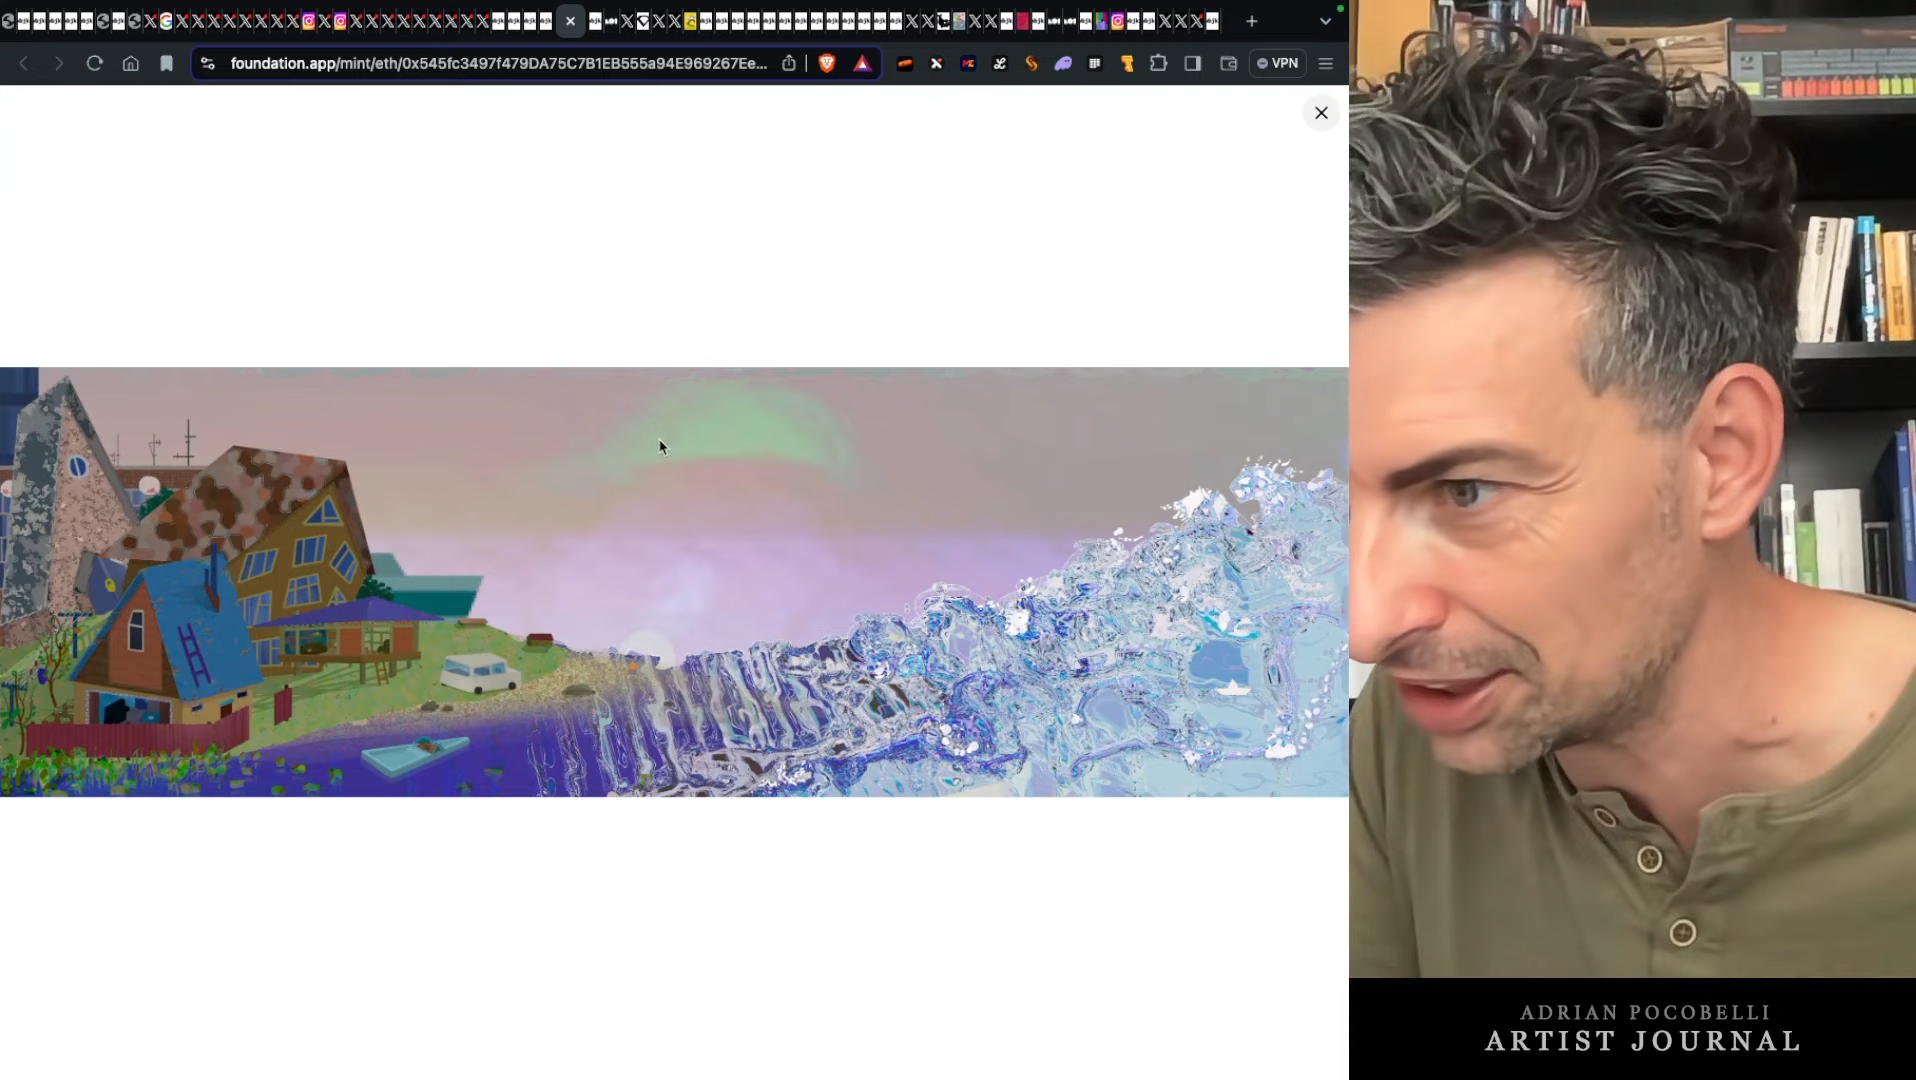 foundation.app/mint/eth/0x545fc3497f479DA75C7B1EB555a94E969267Ee...
VPN
ADRIAN POCOBELLI
ARTIST JOURNAL